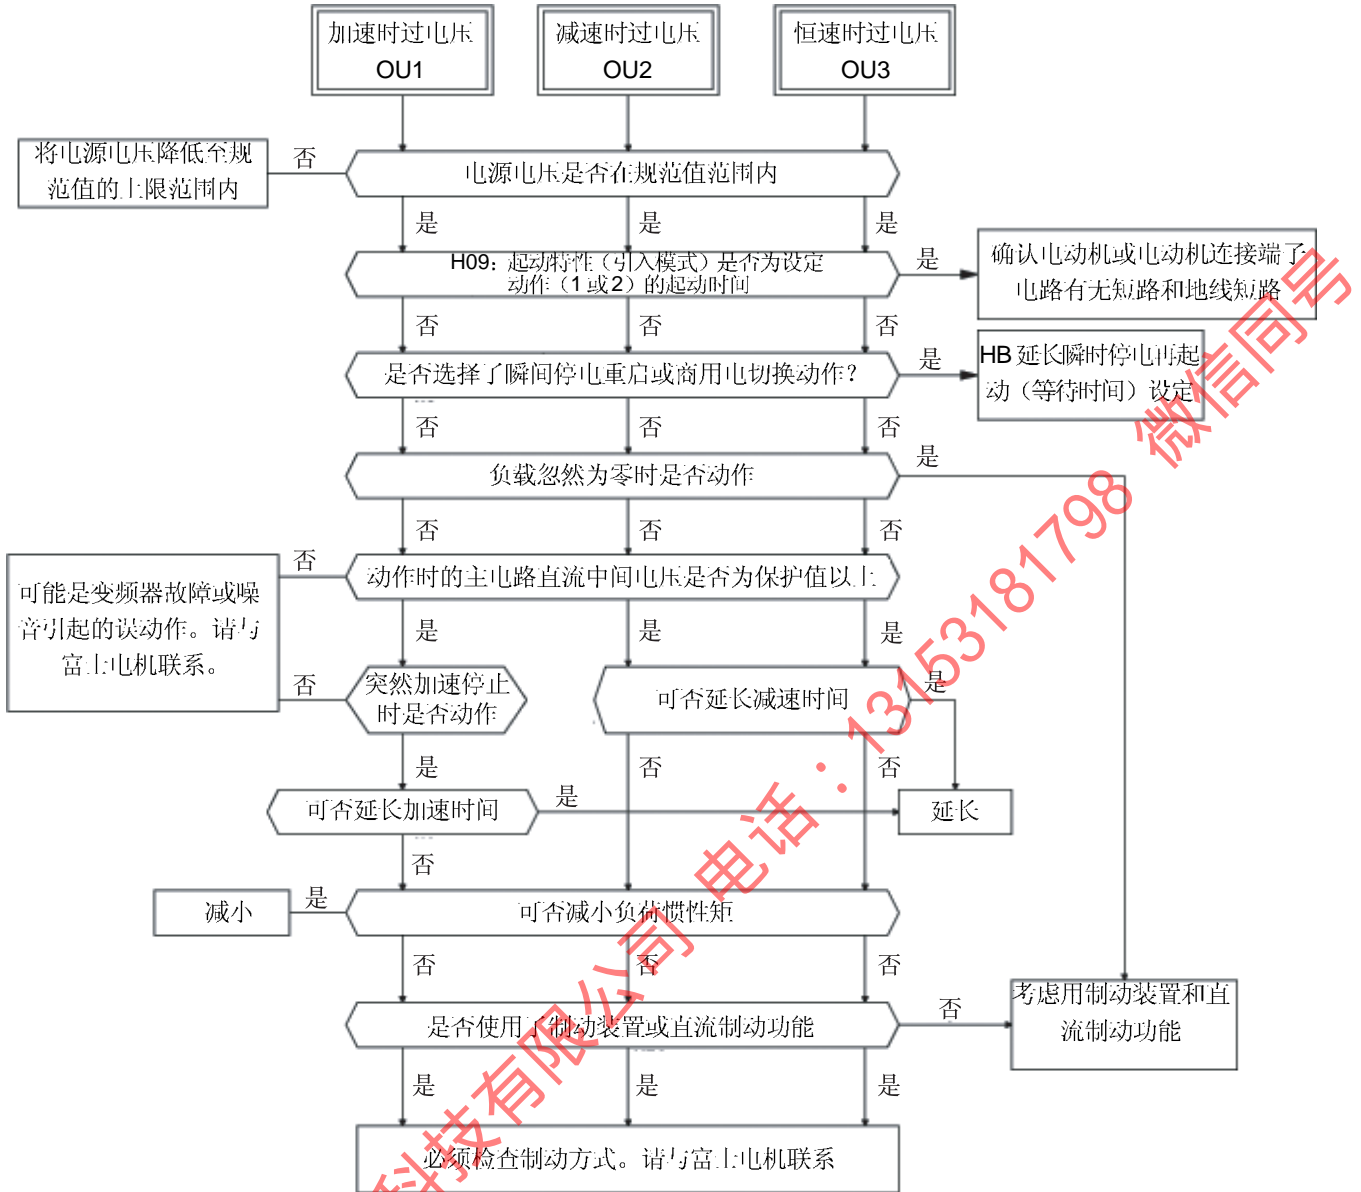 加速时过电压
OU1
减速时过电压
OU2
恒速时过电压
OU3
将电源电压降低至规
范值的上限范围内
否
电源电压是否在规范值范围内
是
是
是
H09：起动特性（引入模式）是否为设定
动作（1 或 2）的起动时间
是
确认电动机或电动机连接端子
电路有无短路和地线短路
否
否
否
是否选择了瞬间停电重启或商用电切换动作？
是
HB 延长瞬时停电再起
动（等待时间）设定
否
否
否
负载忽然为零时是否动作
是
否
否
否
可能是变频器故障或噪
音引起的误动作。请与
富士电机联系。
否
动作时的主电路直流中间电压是否为保护值以上
是
是
是
否
突然加速停止
时是否动作
可否延长减速时间
是
是
否
否
可否延长加速时间
是
延长
否
减小
是
可否减小负荷惯性矩
否
否
否
是否使用了制动装置或直流制动功能
否
考虑用制动装置和直
流制动功能
是
是
是
必须检查制动方式。请与富士电机联系
科技有限公司 电话：13153181798 微信同号